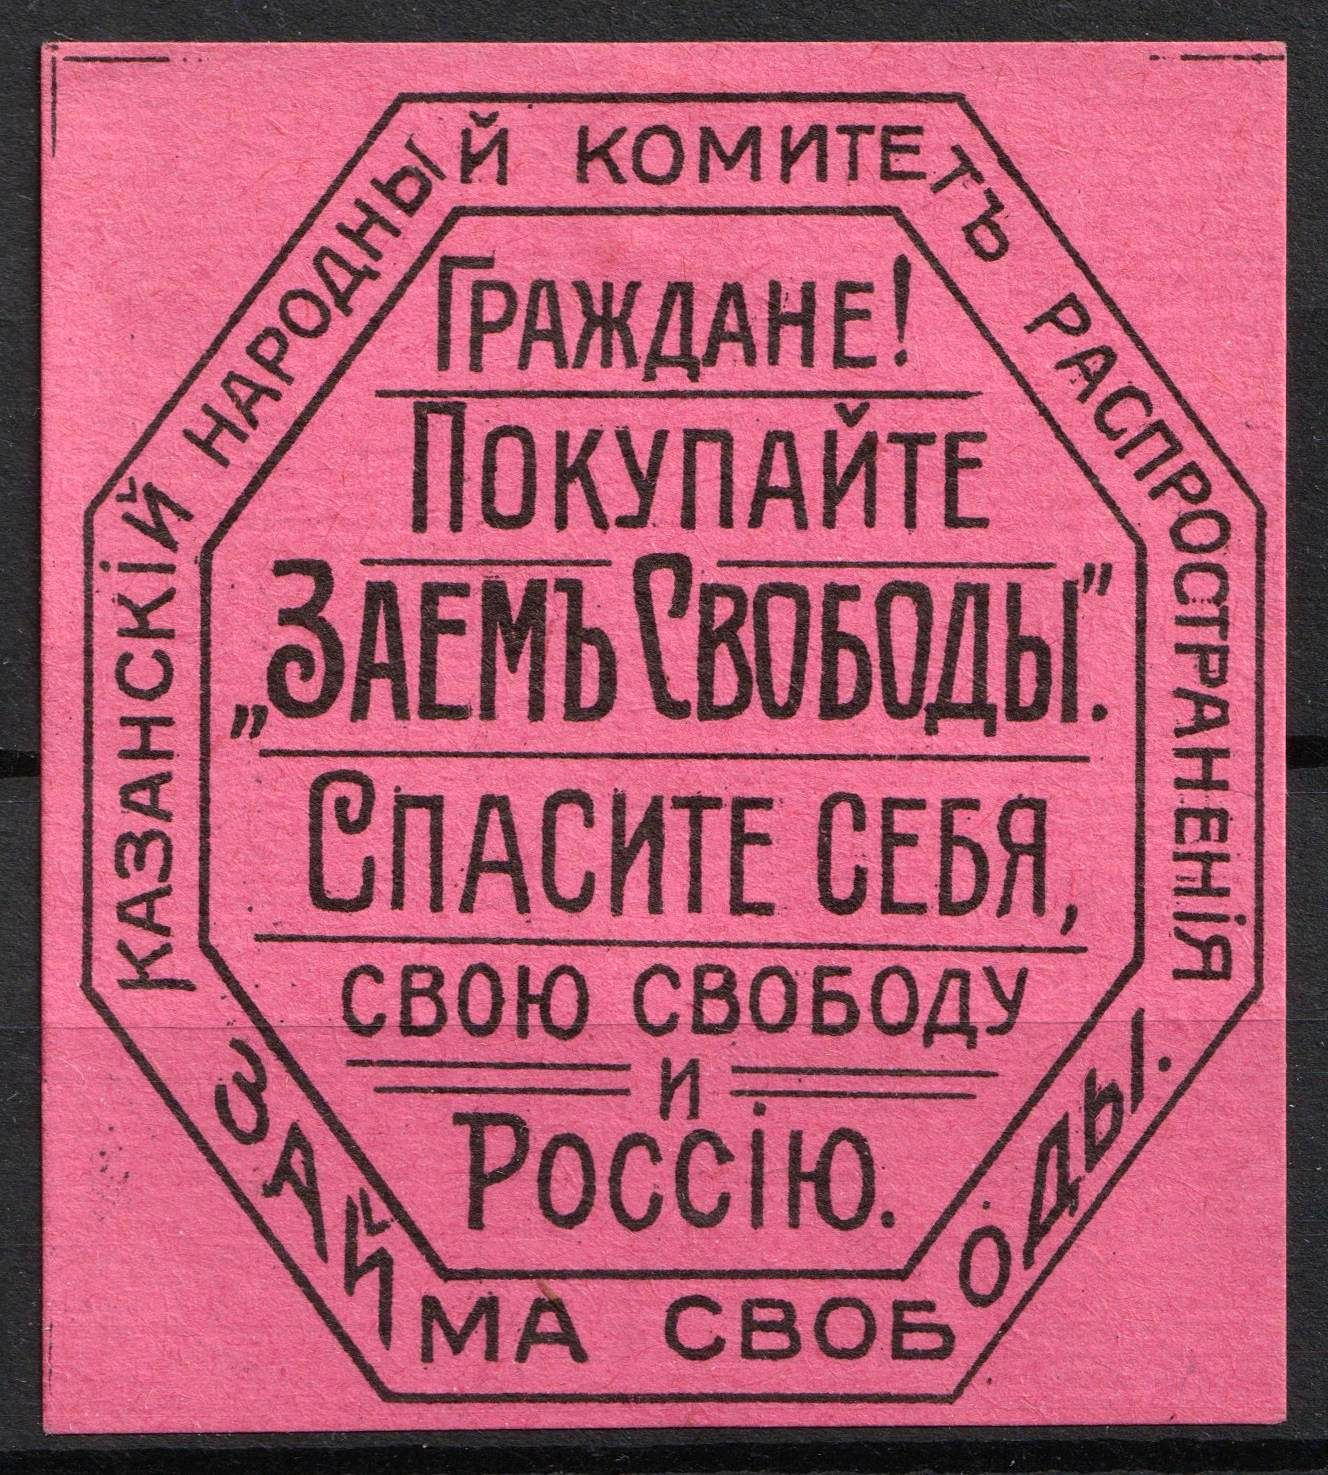 КАЗАНСКІЙ НАРОДНЫЙ КОМИТЕТЪ РАСПРОСТРАНЕНІЯ
ЗАЙМА СВОБОДЫ.
ГРАЖДАНЕ!
ПОКУПАЙТЕ
„ЗАЕМЪ СВОБОДЫ".
СПАСИТЕ СЕБЯ,
СВОЮ СВОБОДУ
И
РОССІЮ.